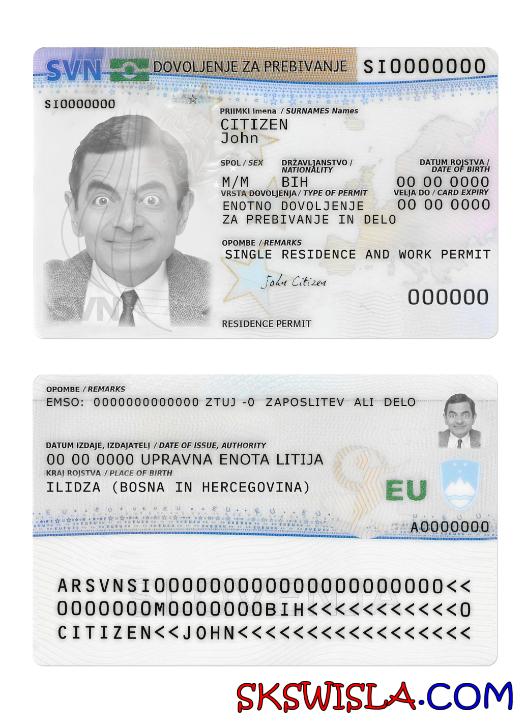 SVN DOVOLJENJE ZA PREBIVANJE SI0000000
SI0000000
PRIIMKI Imena / SURNAMES Names
CITIZEN
John
SPOL / SEX DRŽAVLJANSTVO / NATIONALITY DATUM ROJSTVA / DATE OF BIRTH
M/M BIH 00 00 0000
VRSTA DOVOLJENJA / TYPE OF PERMIT VELJA DO / CARD EXPIRY
ENOTNO DOVOLJENJE 00 00 0000
ZA PREBIVANJE IN DELO
OPOMBE / REMARKS
SINGLE RESIDENCE AND WORK PERMIT
John Citizen
000000
SVN
RESIDENCE PERMIT
OPOMBE / REMARKS
EMSO: 0000000000000 ZTUJ -0 ZAPOSLITEV ALI DELO
DATUM IZDAJE, IZDAJATELJ / DATE OF ISSUE, AUTHORITY
00 00 0000 UPRAVNA ENOTA LITIJA
KRAJ ROJSTVA / PLACE OF BIRTH
ILIDZA (BOSNA IN HERCEGOVINA)
EU
A0000000
ARSVNSI00000000000000000000000<<
0000000M0000000BIH<<<<<<<<<<<0
CITIZEN<<JOHN<<<<<<<<<<<<<<<<<
SKSWISLA.COM